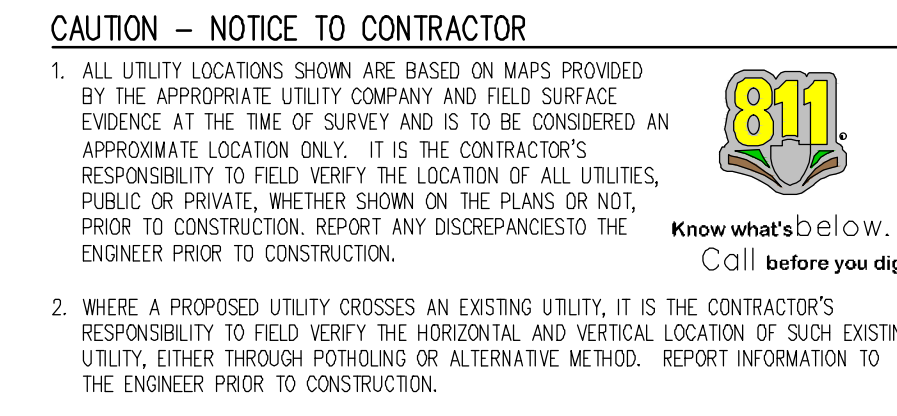 CAUTION – NOTICE TO CONTRACTOR
1. ALL UTILITY LOCATIONS SHOWN ARE BASED ON MAPS PROVIDED
BY THE APPROPRIATE UTILITY COMPANY AND FIELD SURFACE
EVIDENCE AT THE TIME OF SURVEY AND IS TO BE CONSIDERED AN
APPROXIMATE LOCATION ONLY. IT IS THE CONTRACTOR'S
RESPONSIBILITY TO FIELD VERIFY THE LOCATION OF ALL UTILITIES,
PUBLIC OR PRIVATE, WHETHER SHOWN ON THE PLANS OR NOT,
PRIOR TO CONSTRUCTION. REPORT ANY DISCREPANCIESTO THE
ENGINEER PRIOR TO CONSTRUCTION.
811
Know what's below.
Call before you dig
2. WHERE A PROPOSED UTILITY CROSSES AN EXISTING UTILITY, IT IS THE CONTRACTOR'S
RESPONSIBILITY TO FIELD VERIFY THE HORIZONTAL AND VERTICAL LOCATION OF SUCH EXISTIN
UTILITY, EITHER THROUGH POTHOLING OR ALTERNATIVE METHOD. REPORT INFORMATION TO
THE ENGINEER PRIOR TO CONSTRUCTION.